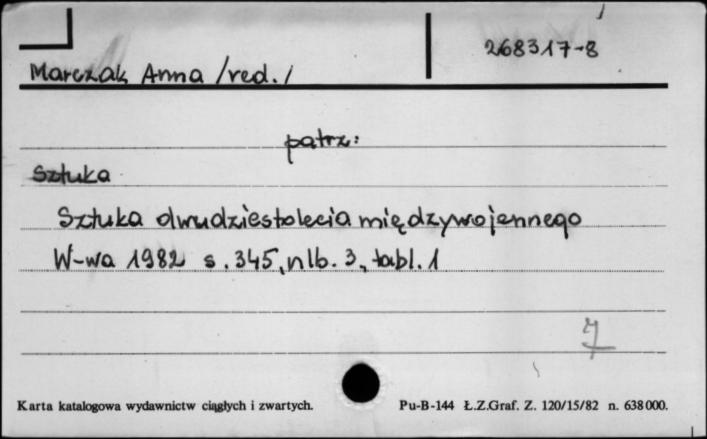 268317-8
Marczak Anna /red./
patrz:
Sztuka
Sztuka dwudziestolecia międzywojennego
W-wa 1982 s. 345, nlb. 3, tabl. 1
Karta katalogowa wydawnictw ciągłych i zwartych. Pu-B-144 Ł.Z.Graf. Z. 120/15/82 n. 638000.